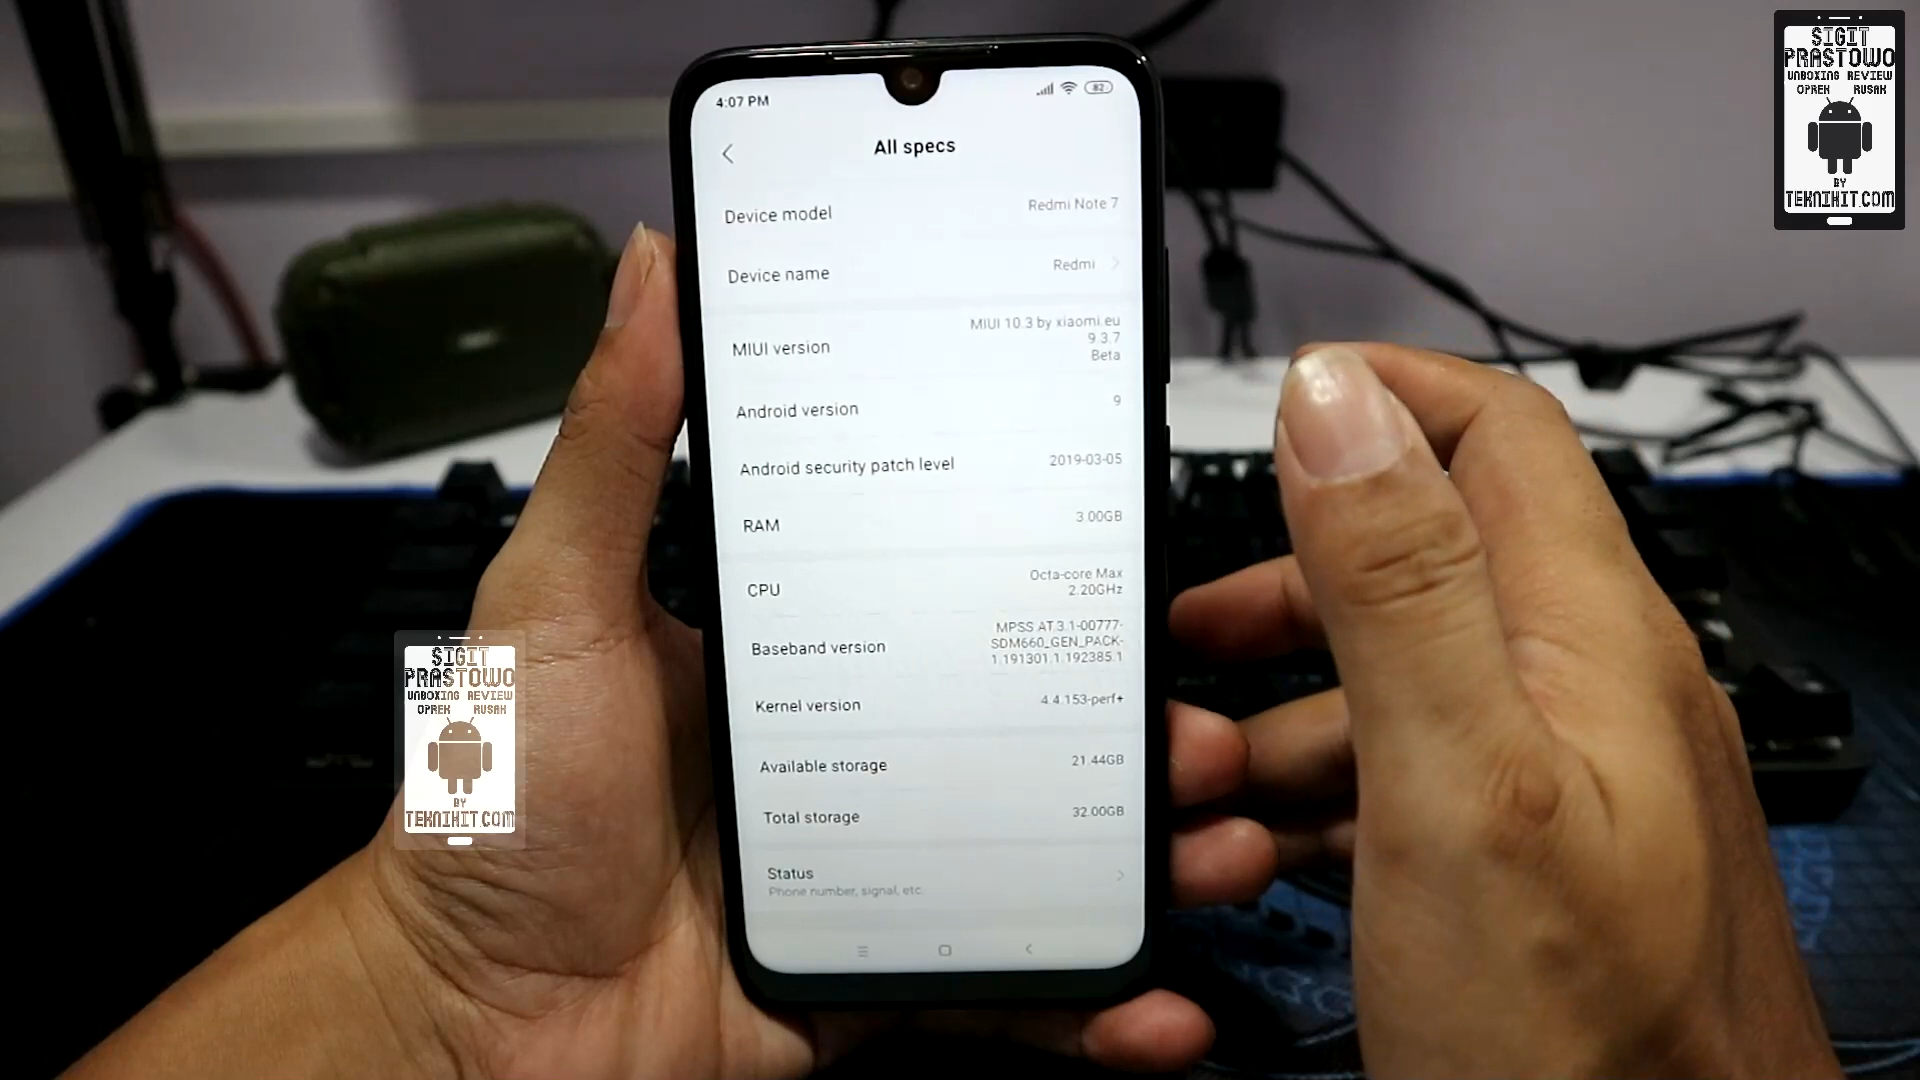 SIGIT
PRASTOWO
UNBOXING REVIEW
OPREK RUSAK
BY
TEKNIKIT.COM
4:07 PM
82
All specs
Device model
Redmi Note 7
Device name
Redmi
MIUI version
MIUI 10.3 by xiaomi.eu
9.3.7
Beta
Android version
9
Android security patch level
2019-03-05
RAM
3.00GB
CPU
Octa-core Max
2.20GHz
Baseband version
MPSS.AT.3.1-00777-
SDM660_GEN_PACK-
1.191301.1.192385.1
Kernel version
4.4.153-perf+
Available storage
21.44GB
Total storage
32.00GB
Status
Phone number, signal, etc.
SIGIT
PRASTOWO
UNBOXING REVIEW
OPREK RUSAK
BY
TEKNIKIT.COM